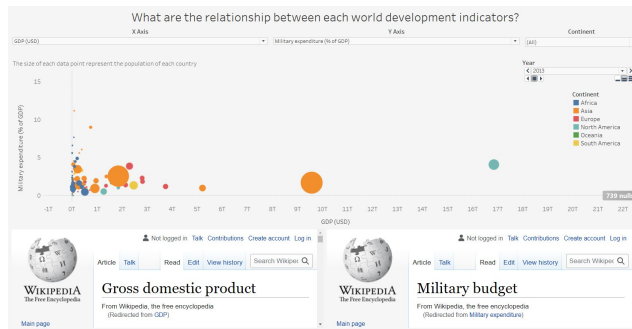 What are the relationship between each world development indicators?
X Axis
Y Axis
Continent
GDP (USD)
Military expenditure (% of GDP)
(All)
The size of each data point represent the population of each country
Year
2013
Continent
Africa
Asia
Europe
North America
Oceania
South America
Military expenditure (% of GDP)
15
10
5
0
739 nulls
-1T 0T 1T 2T 3T 4T 5T 6T 7T 8T 9T 10T 11T 12T 13T 14T 15T 16T 17T 18T 19T 20T 21T 22T
GDP (USD)
Not logged in Talk Contributions Create account Log in
Article Talk Read Edit View history Search Wikipe
WIKIPEDIA
The Free Encyclopedia
Main page
Gross domestic product
From Wikipedia, the free encyclopedia
(Redirected from GDP)
Not logged in Talk Contributions Create account Log in
Article Talk Read Edit View history Search Wikipe
WIKIPEDIA
The Free Encyclopedia
Main page
Military budget
From Wikipedia, the free encyclopedia
(Redirected from Military expenditure)